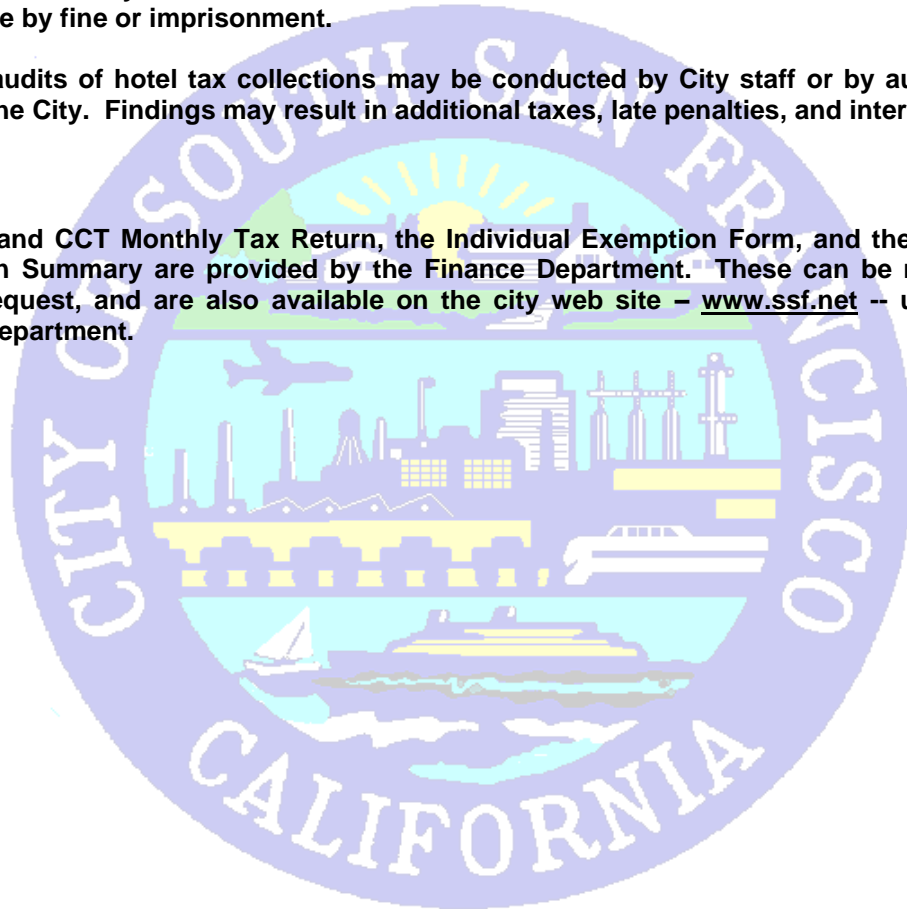 e by fine or imprisonment.
audits of hotel tax collections may be conducted by City staff or by au
he City. Findings may result in additional taxes, late penalties, and inter
and CCT Monthly Tax Return, the Individual Exemption Form, and the
n Summary are provided by the Finance Department. These can be r
equest, and are also available on the city web site – www.ssf.net -- u
epartment.
CITY OF SOUTH SAN FRANCISCO
CALIFORNIA